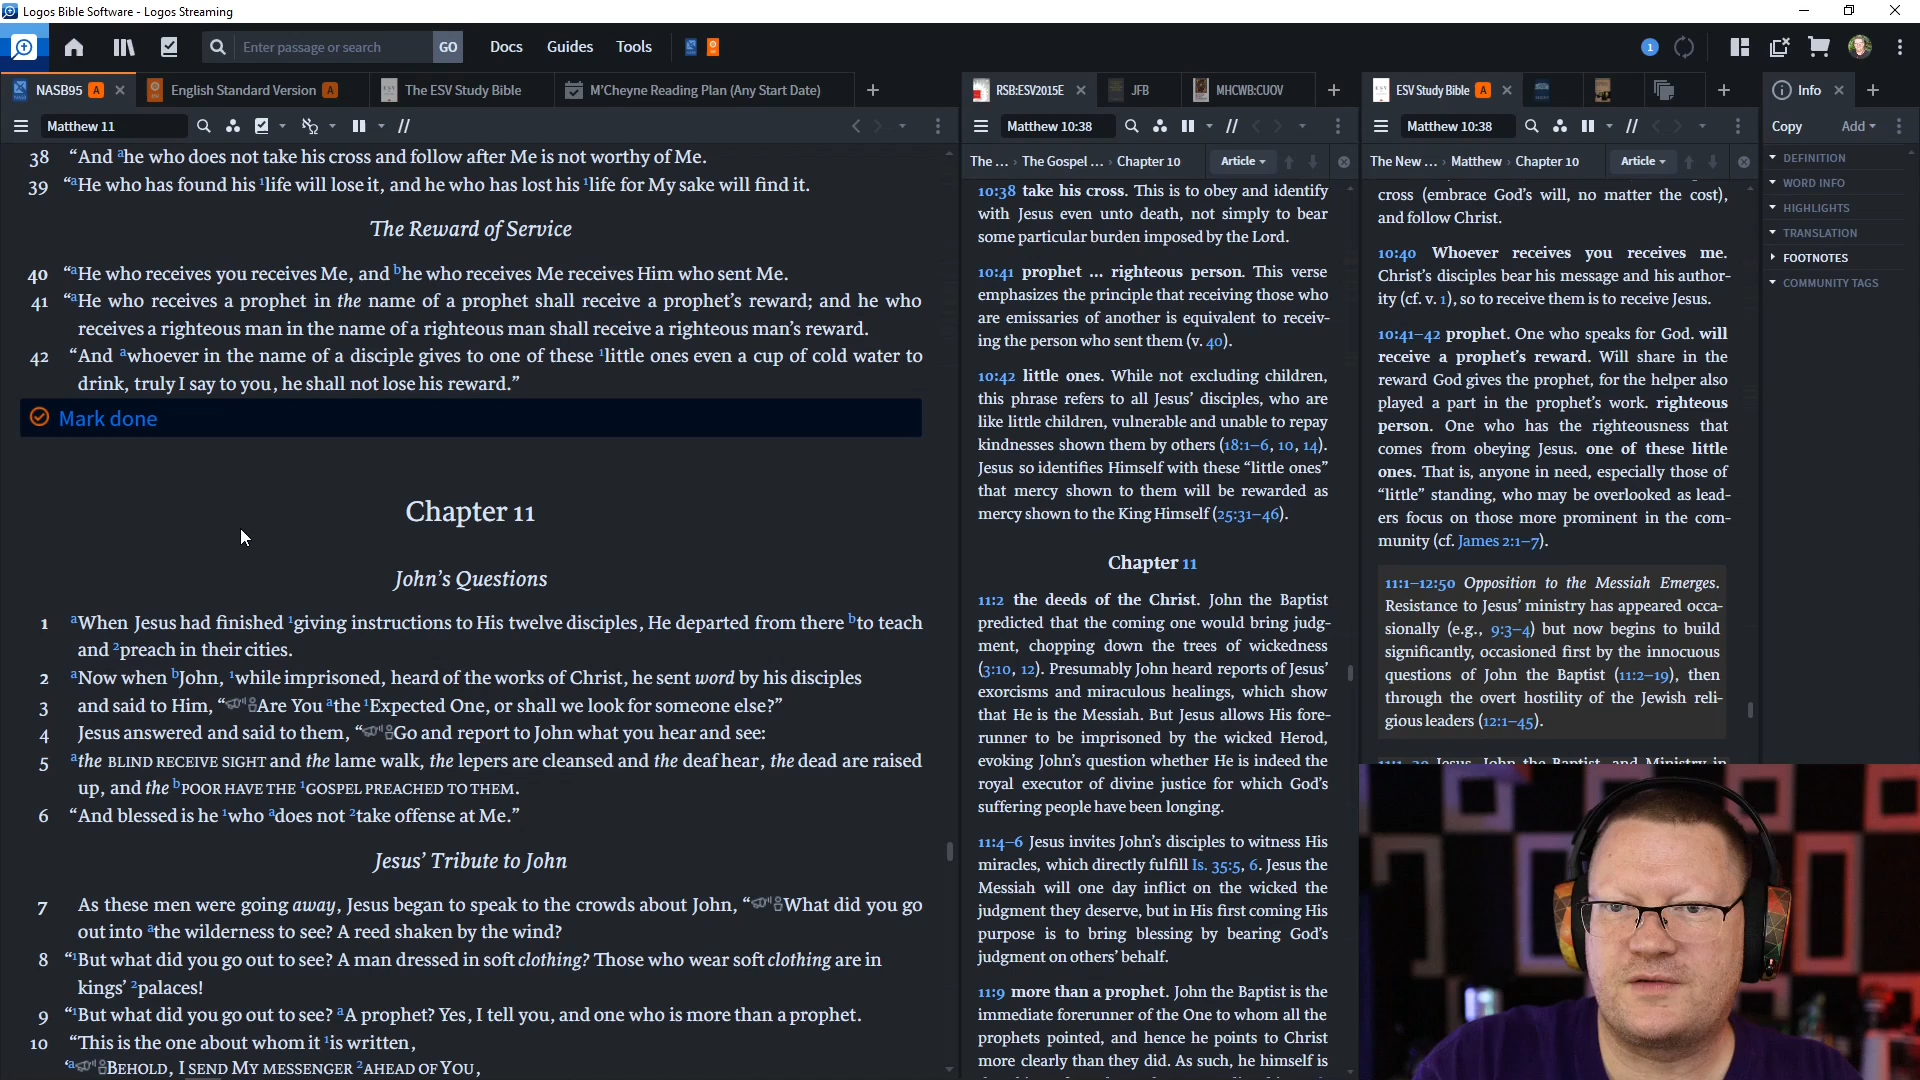 Logos Bible Software - Logos Streaming
Enter passage or search
GO
Docs
Guides
Tools
1
NASB95 A
English Standard Version A
The ESV Study Bible
M'Cheyne Reading Plan (Any Start Date)
RSB:ESV2015E
JFB
MHCWB:CUOV
ESV Study Bible A
Info
Matthew 11
Matthew 10:38
Matthew 10:38
Copy
Add
38 “And ᵃhe who does not take his cross and follow after Me is not worthy of Me.
39 “ᵃHe who has found his ¹life will lose it, and he who has lost his ¹life for My sake will find it.
The Reward of Service
40 “ᵃHe who receives you receives Me, and ᵇhe who receives Me receives Him who sent Me.
41 “ᵃHe who receives a prophet in the name of a prophet shall receive a prophet’s reward; and he who
receives a righteous man in the name of a righteous man shall receive a righteous man’s reward.
42 “And ᵃwhoever in the name of a disciple gives to one of these ¹little ones even a cup of cold water to
drink, truly I say to you, he shall not lose his reward.”
Mark done
Chapter 11
John’s Questions
1 ᵃWhen Jesus had finished ¹giving instructions to His twelve disciples, He departed from there ᵇto teach
and ²preach in their cities.
2 ᵃNow when ᵇJohn, ¹while imprisoned, heard of the works of Christ, he sent word by his disciples
3 and said to Him, “Are You ᵃthe ¹Expected One, or shall we look for someone else?”
4 Jesus answered and said to them, “Go and report to John what you hear and see:
5 ᵃthe BLIND RECEIVE SIGHT and the lame walk, the lepers are cleansed and the deaf hear, the dead are raised
up, and the ᵇPOOR HAVE THE ¹GOSPEL PREACHED TO THEM.
6 “And blessed is he ¹who ᵃdoes not ²take offense at Me.”
Jesus’ Tribute to John
7 As these men were going away, Jesus began to speak to the crowds about John, “What did you go
out into ᵃthe wilderness to see? A reed shaken by the wind?
8 “¹But what did you go out to see? A man dressed in soft clothing? Those who wear soft clothing are in
kings’ ²palaces!
9 “¹But what did you go out to see? ᵃA prophet? Yes, I tell you, and one who is more than a prophet.
10 “This is the one about whom it ¹is written,
‘ᵃBEHOLD, I SEND MY MESSENGER ²AHEAD OF YOU,
The ... › The Gospel ... › Chapter 10
Article
10:38 take his cross. This is to obey and identify
with Jesus even unto death, not simply to bear
some particular burden imposed by the Lord.
10:41 prophet ... righteous person. This verse
emphasizes the principle that receiving those who
are emissaries of another is equivalent to receiv-
ing the person who sent them (v. 40).
10:42 little ones. While not excluding children,
this phrase refers to all Jesus’ disciples, who are
like little children, vulnerable and unable to repay
kindnesses shown them by others (18:1–6, 10, 14).
Jesus so identifies Himself with these “little ones”
that mercy shown to them will be rewarded as
mercy shown to the King Himself (25:31–46).
Chapter 11
11:2 the deeds of the Christ. John the Baptist
predicted that the coming one would bring judg-
ment, chopping down the trees of wickedness
(3:10, 12). Presumably John heard reports of Jesus’
exorcisms and miraculous healings, which show
that He is the Messiah. But Jesus allows His fore-
runner to be imprisoned by the wicked Herod,
evoking John’s question whether He is indeed the
royal executor of divine justice for which God’s
suffering people have been longing.
11:4–6 Jesus invites John’s disciples to witness His
miracles, which directly fulfill Is. 35:5, 6. Jesus the
Messiah will one day inflict on the wicked the
judgment they deserve, but in His first coming His
purpose is to bring blessing by bearing God’s
judgment on others’ behalf.
11:9 more than a prophet. John the Baptist is the
immediate forerunner of the One to whom all the
prophets pointed, and hence he points to Christ
more clearly than they did. As such, he himself is
The New ... › Matthew › Chapter 10
Article
cross (embrace God’s will, no matter the cost),
and follow Christ.
10:40 Whoever receives you receives me.
Christ’s disciples bear his message and his author-
ity (cf. v. 1), so to receive them is to receive Jesus.
10:41–42 prophet. One who speaks for God. will
receive a prophet’s reward. Will share in the
reward God gives the prophet, for the helper also
played a part in the prophet’s work. righteous
person. One who has the righteousness that
comes from obeying Jesus. one of these little
ones. That is, anyone in need, especially those of
“little” standing, who may be overlooked as lead-
ers focus on those more prominent in the com-
munity (cf. James 2:1–7).
11:1–12:50 Opposition to the Messiah Emerges.
Resistance to Jesus’ ministry has appeared occa-
sionally (e.g., 9:3–4) but now begins to build
significantly, occasioned first by the innocuous
questions of John the Baptist (11:2–19), then
through the overt hostility of the Jewish reli-
gious leaders (12:1–45).
11:1–30 Jesus, John the Baptist, and Ministry in
DEFINITION
WORD INFO
HIGHLIGHTS
TRANSLATION
FOOTNOTES
COMMUNITY TAGS